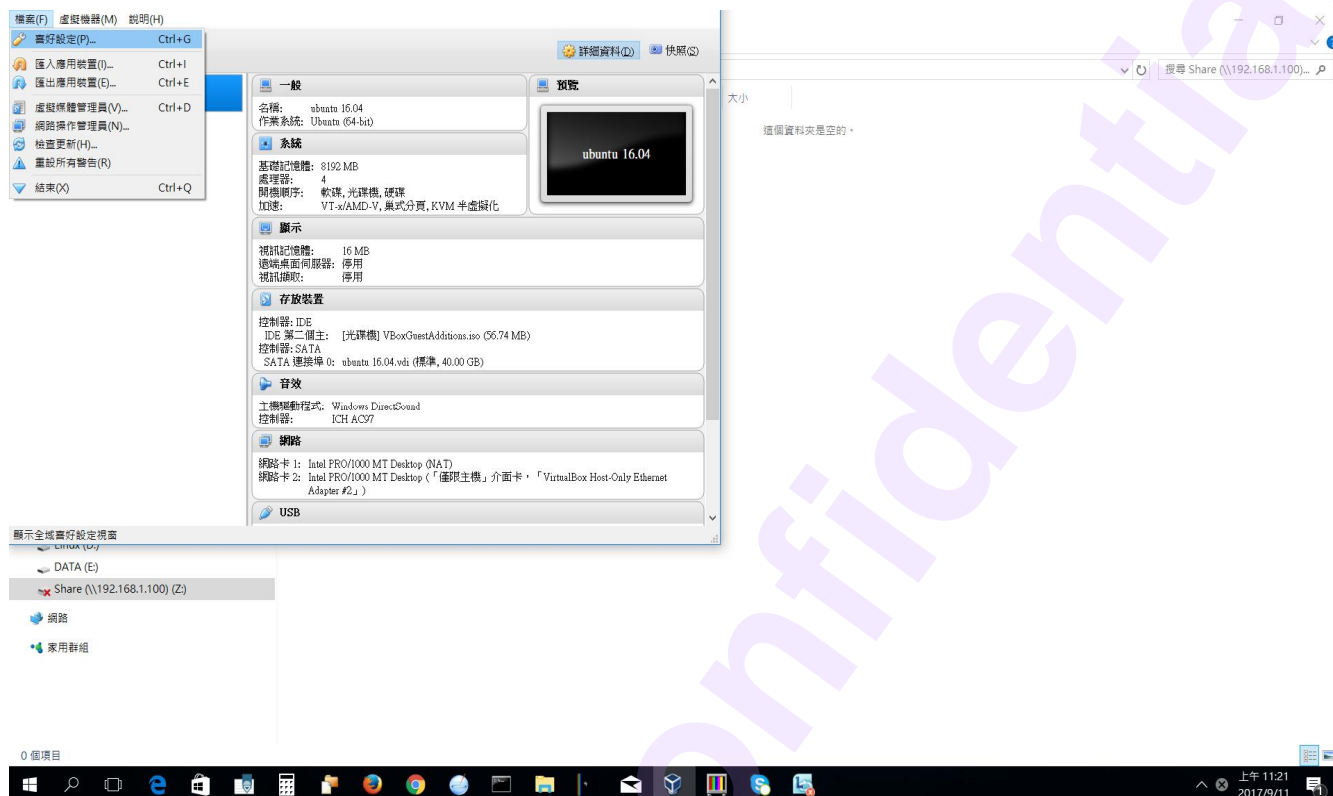 檔案(F) 虛擬機器(M) 說明(H)
喜好設定(P)... Ctrl+G
匯入應用裝置(I)... Ctrl+I
匯出應用裝置(E)... Ctrl+E
虛擬媒體管理員(V)... Ctrl+D
網路操作管理員(N)...
檢查更新(H)...
重設所有警告(R)
結束(X) Ctrl+Q
詳細資料(D) 快照(S)
一般
名稱: ubuntu 16.04
作業系統: Ubuntu (64-bit)
系統
基礎記憶體: 8192 MB
處理器: 4
開機順序: 軟碟, 光碟機, 硬碟
加速: VT-x/AMD-V, 巢式分頁, KVM 半虛擬化
預覽
ubuntu 16.04
顯示
視訊記憶體: 16 MB
遠端桌面伺服器: 停用
視訊擷取: 停用
存放裝置
控制器: IDE
IDE 第二個主: [光碟機] VBoxGuestAdditions.iso (56.74 MB)
控制器: SATA
SATA 連接埠 0: ubuntu 16.04.vdi (標準, 40.00 GB)
音效
主機驅動程式: Windows DirectSound
控制器: ICH AC97
網路
網路卡 1: Intel PRO/1000 MT Desktop (NAT)
網路卡 2: Intel PRO/1000 MT Desktop (「僅限主機」介面卡,「VirtualBox Host-Only Ethernet
Adapter #2」)
USB
顯示全域喜好設定視窗
搜尋 Share (\\192.168.1.100)...
大小
這個資料夾是空的。
Linux (D:)
DATA (E:)
Share (\\192.168.1.100) (Z:)
網路
家用群組
0 個項目
上午 11:21
2017/9/11
onfidentia